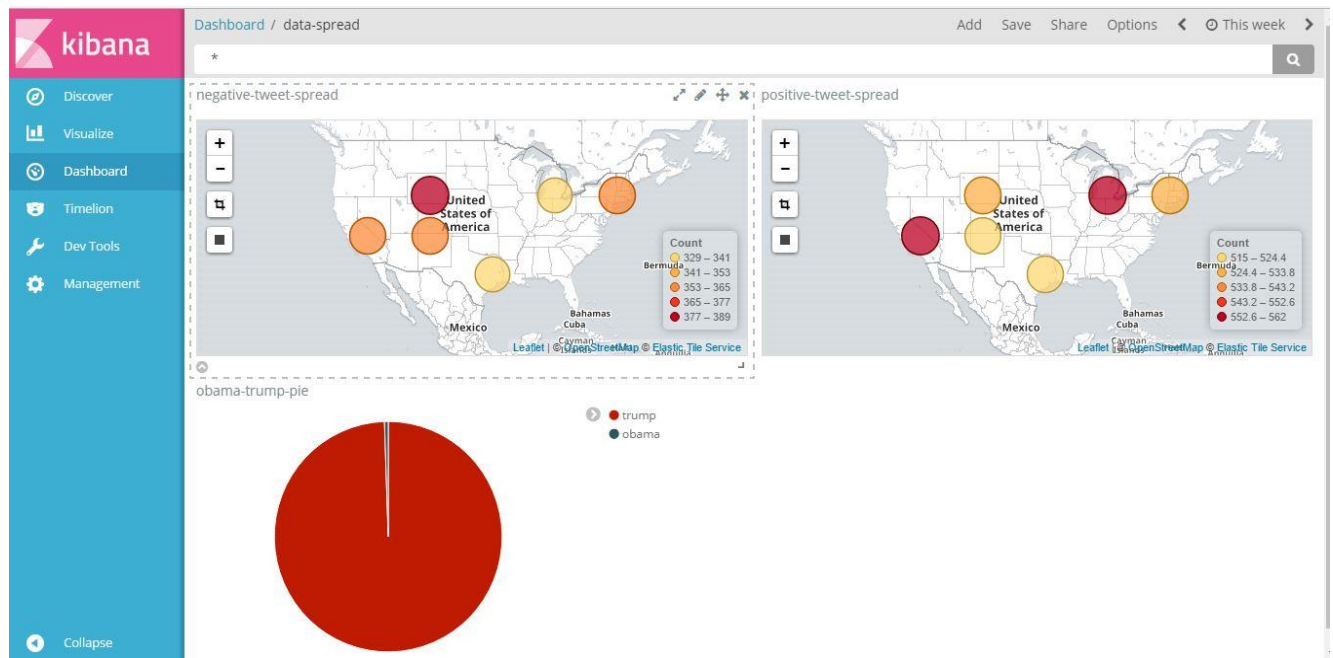 kibana
Discover
Visualize
Dashboard
Timelion
Dev Tools
Management
Collapse
Dashboard / data-spread
Add Save Share Options This week
*
negative-tweet-spread
+
−
United
States of
America
Mexico
Bahamas
Cuba
Cayman
Islands
Count
329 – 341
341 – 353
353 – 365
365 – 377
377 – 389
Leaflet | © OpenStreetMap © Elastic Tile Service
positive-tweet-spread
+
−
United
States of
America
Mexico
Bahamas
Cuba
Cayman
Islands
Count
515 – 524.4
524.4 – 533.8
533.8 – 543.2
543.2 – 552.6
552.6 – 562
Leaflet | © OpenStreetMap © Elastic Tile Service
obama-trump-pie
trump
obama